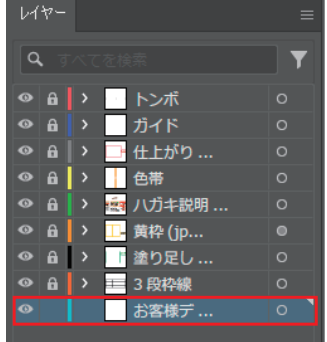 レイヤー
すべてを検索
トンボ
ガイド
仕上がり ...
色帯
ハガキ説明 ...
黄枠 (jp...
塗り足し ...
3 段枠線
お客様デ ...